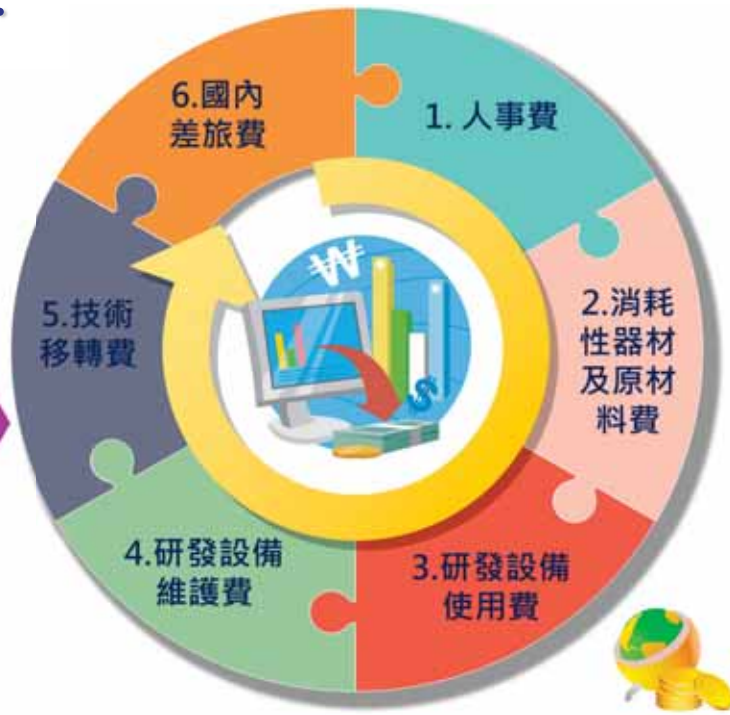 1. 人事費
2.消耗
性器材
及原材
料費
3.研發設備
使用費
4.研發設備
維護費
5.技術
移轉費
6.國內
差旅費
₩
$